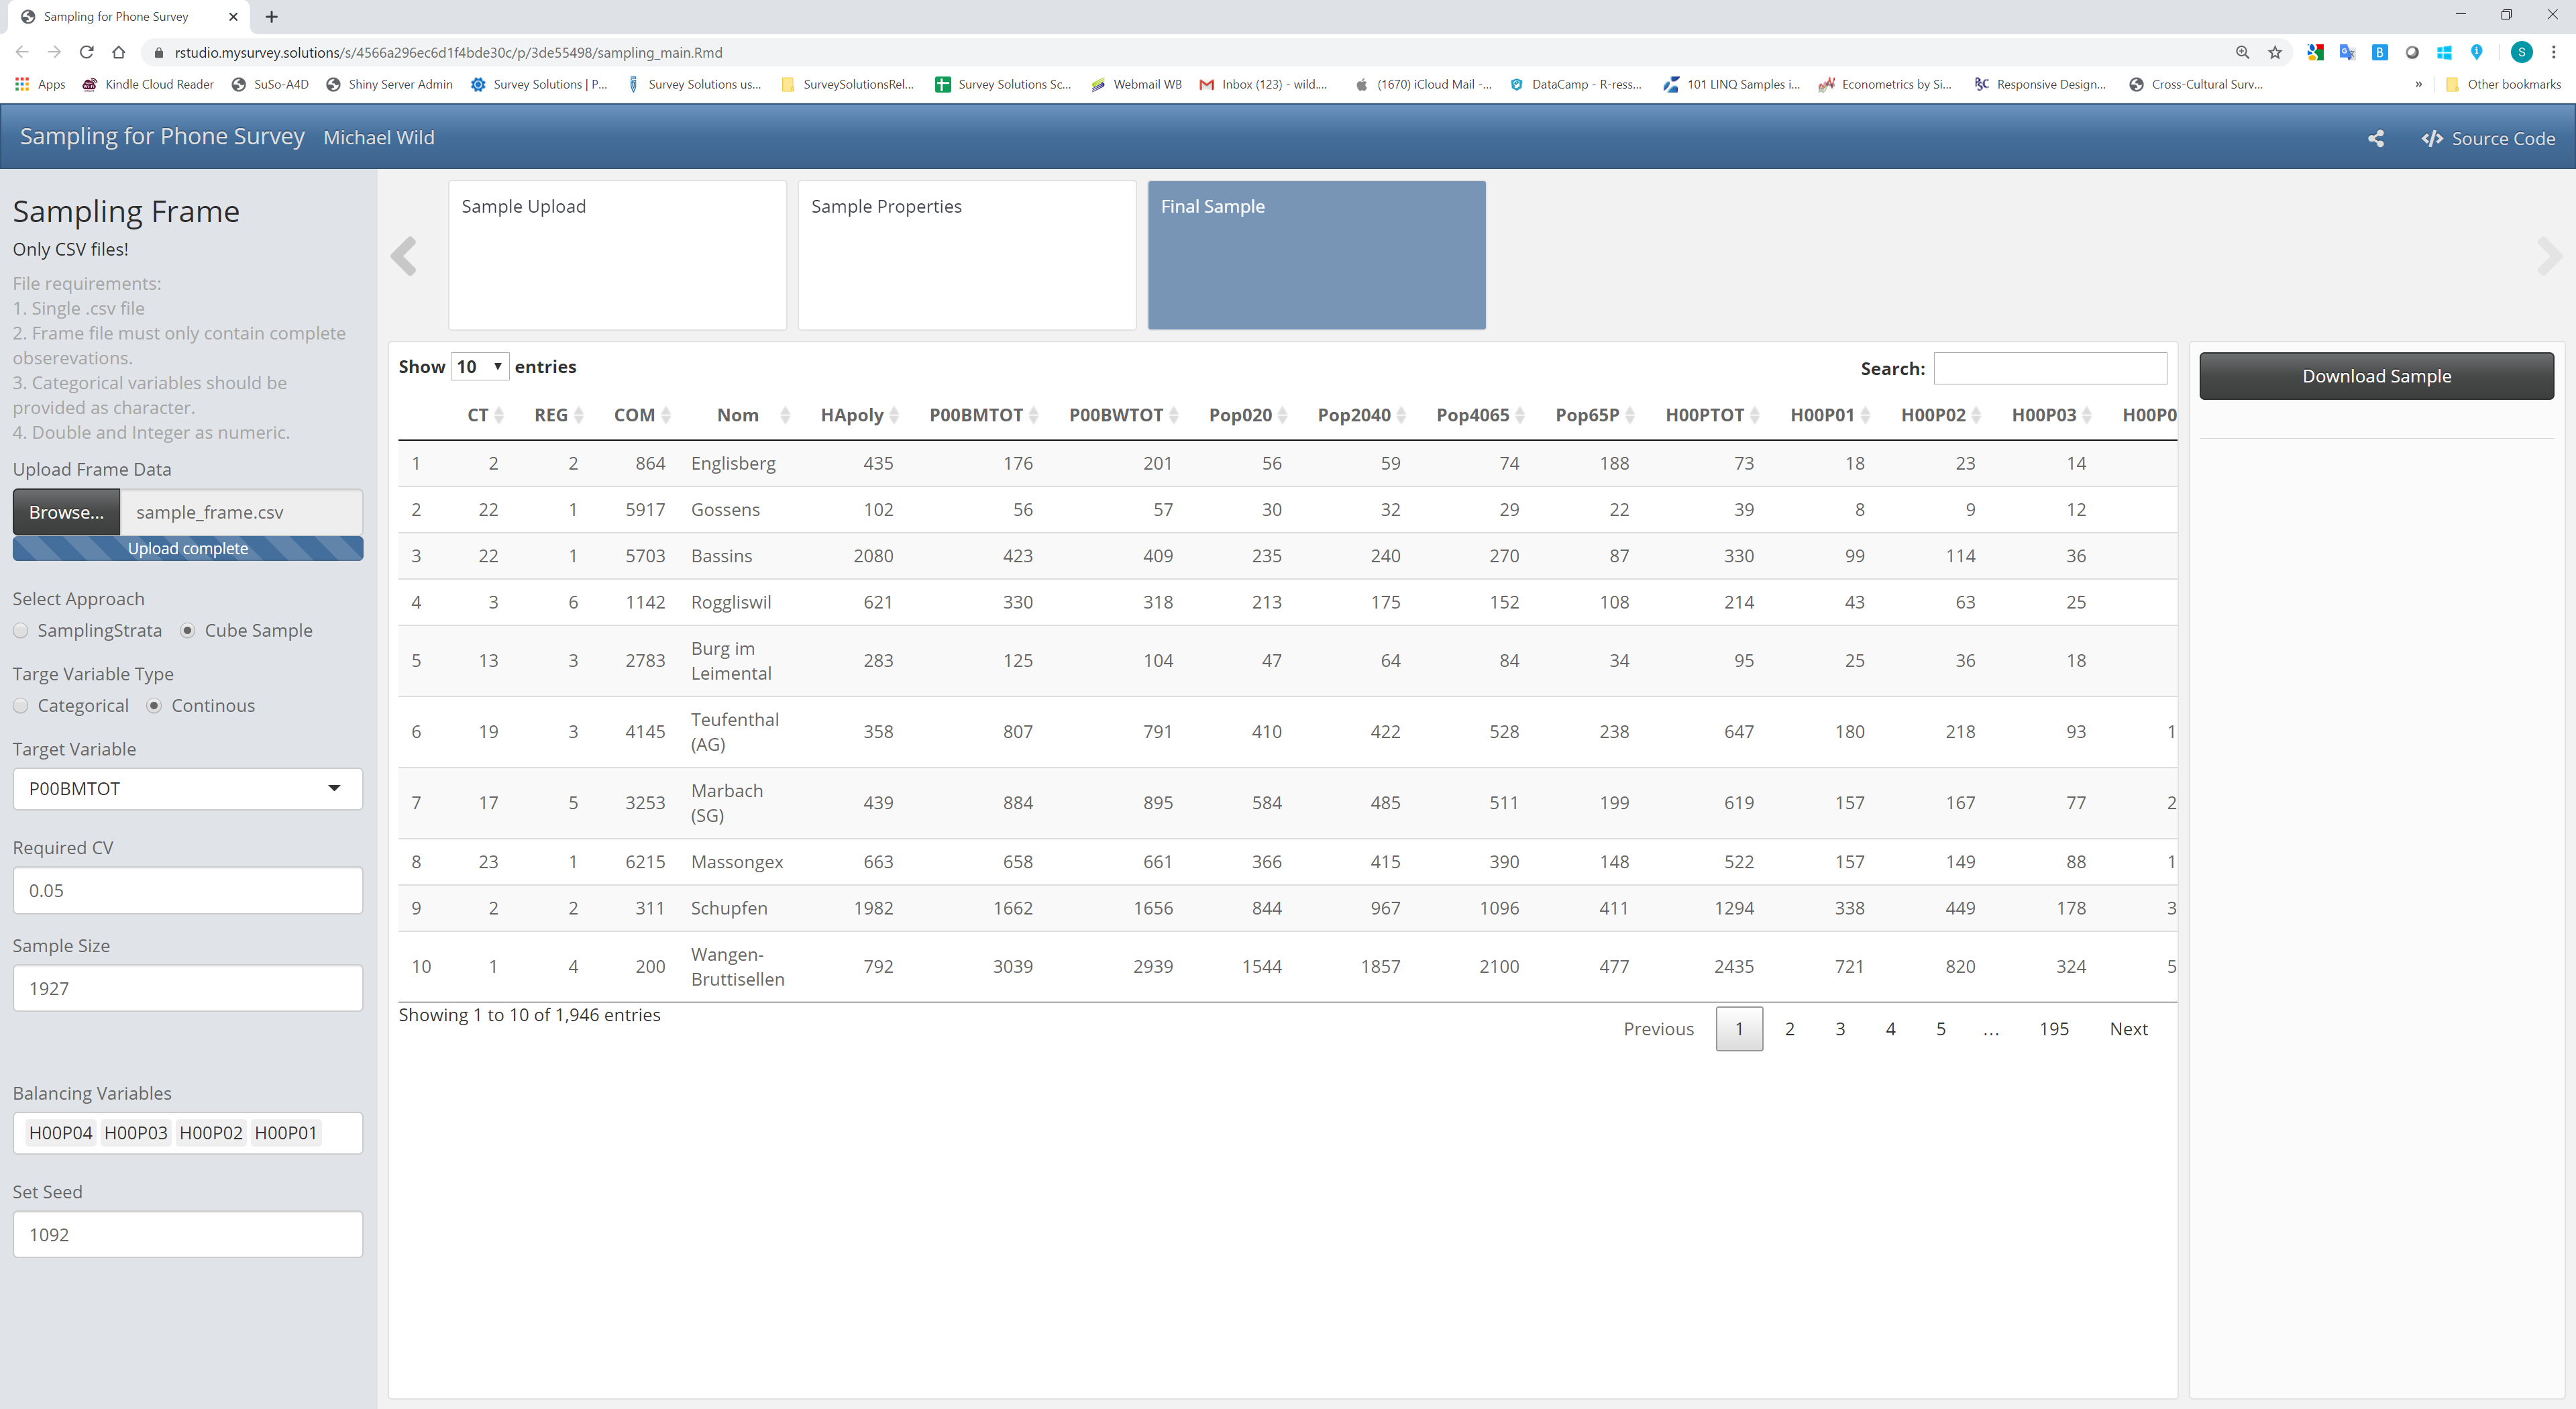 Sampling for Phone Survey
rstudio.mysurvey.solutions/s/4566a296ec6d1f4bde30c/p/3de55498/sampling_main.Rmd
Apps Kindle Cloud Reader SuSo-A4D Shiny Server Admin Survey Solutions | P... Survey Solutions us... SurveySolutionsRel... Survey Solutions Sc... Webmail WB Inbox (123) - wild.... (1670) iCloud Mail -... DataCamp - R-ress... 101 LINQ Samples i... Econometrics by Si... Responsive Design... Cross-Cultural Surv... » Other bookmarks
Sampling for Phone Survey Michael Wild Source Code
Sampling Frame
Only CSV files!
File requirements:
1. Single .csv file
2. Frame file must only contain complete
obserevations.
3. Categorical variables should be
provided as character.
4. Double and Integer as numeric.
Upload Frame Data
Browse... sample_frame.csv
Upload complete
Select Approach
SamplingStrata Cube Sample
Targe Variable Type
Categorical Continous
Target Variable
P00BMTOT
Required CV
0.05
Sample Size
1927
Balancing Variables
H00P04 H00P03 H00P02 H00P01
Set Seed
1092
Sample Upload Sample Properties Final Sample
Show 10 entries Search:
CT REG COM Nom HApoly P00BMTOT P00BWTOT Pop020 Pop2040 Pop4065 Pop65P H00PTOT H00P01 H00P02 H00P03 H00P0
1 2 2 864 Englisberg 435 176 201 56 59 74 188 73 18 23 14
2 22 1 5917 Gossens 102 56 57 30 32 29 22 39 8 9 12
3 22 1 5703 Bassins 2080 423 409 235 240 270 87 330 99 114 36
4 3 6 1142 Roggliswil 621 330 318 213 175 152 108 214 43 63 25
5 13 3 2783 Burg im Leimental 283 125 104 47 64 84 34 95 25 36 18
6 19 3 4145 Teufenthal (AG) 358 807 791 410 422 528 238 647 180 218 93 1
7 17 5 3253 Marbach (SG) 439 884 895 584 485 511 199 619 157 167 77 2
8 23 1 6215 Massongex 663 658 661 366 415 390 148 522 157 149 88 1
9 2 2 311 Schupfen 1982 1662 1656 844 967 1096 411 1294 338 449 178 3
10 1 4 200 Wangen-Bruttisellen 792 3039 2939 1544 1857 2100 477 2435 721 820 324 5
Showing 1 to 10 of 1,946 entries
Previous 1 2 3 4 5 ... 195 Next
Download Sample